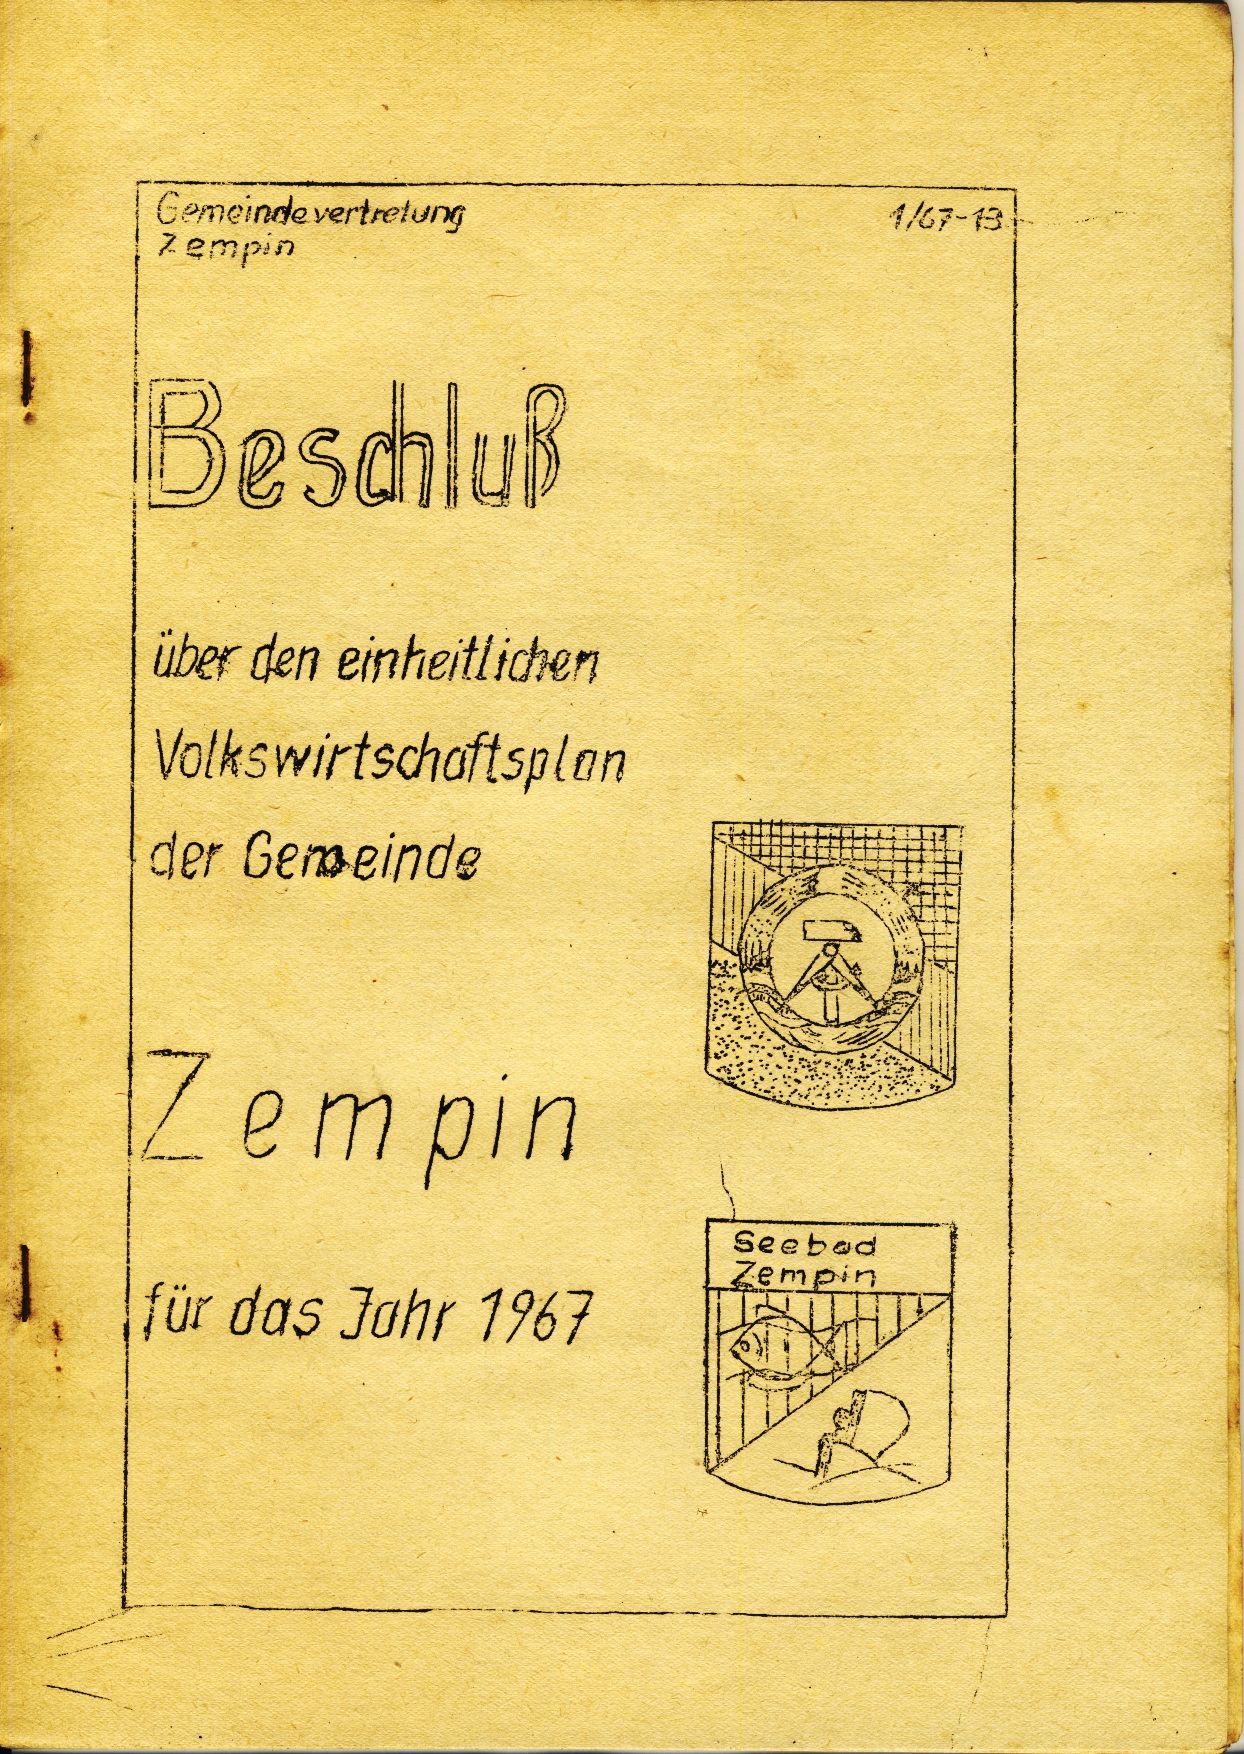 Gemeindevertretung
Zempin
1/67-13
Beschluß
über den einheitlichen
Volkswirtschaftsplan
der Gemeinde
Zempin
für das Jahr 1967
Seebad
Zempin